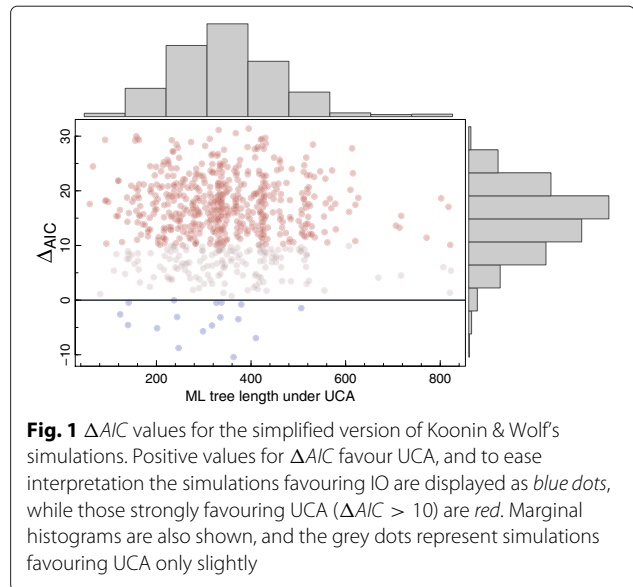 30
20
10
0
−10
ΔAIC
200
400
600
800
ML tree length under UCA
Fig. 1 ΔAIC values for the simplified version of Koonin & Wolf's
simulations. Positive values for ΔAIC favour UCA, and to ease
interpretation the simulations favouring IO are displayed as blue dots,
while those strongly favouring UCA (ΔAIC > 10) are red. Marginal
histograms are also shown, and the grey dots represent simulations
favouring UCA only slightly